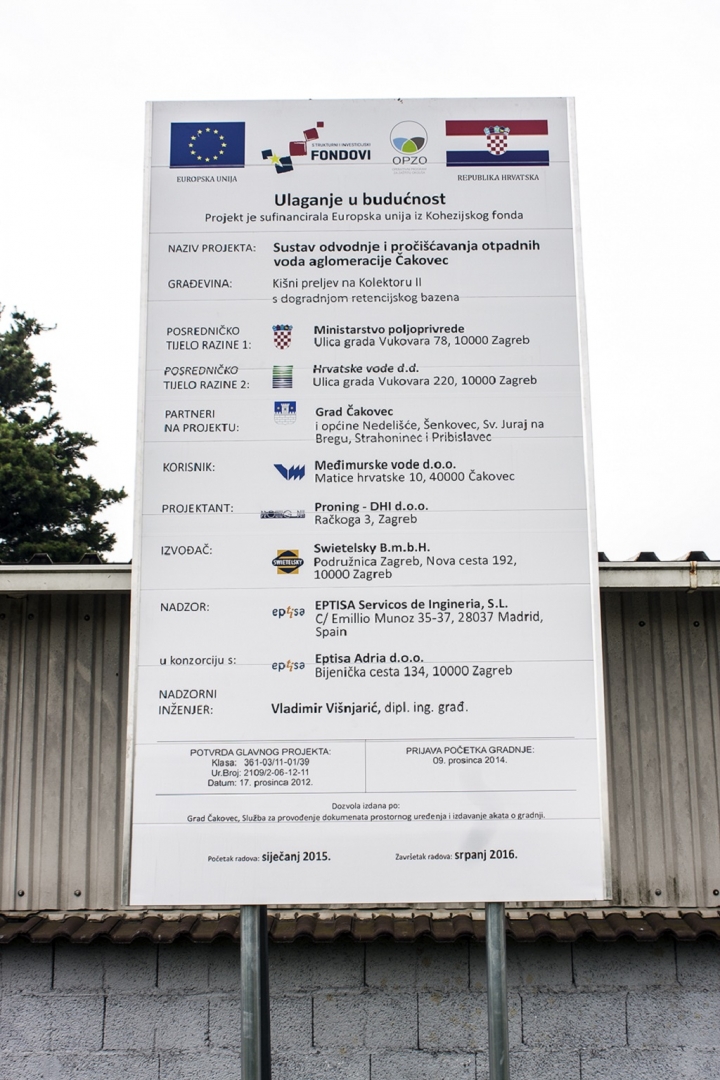 EUROPSKA UNIJA
STRUKTURNI I INVESTICIJSKI
FONDOVI
OPZO
REPUBLIKA HRVATSKA
Ulaganje u budućnost
Projekt je sufinancirala Europska unija iz Kohezijskog fonda
NAZIV PROJEKTA: Sustav odvodnje i pročišćavanja otpadnih
voda aglomeracije Čakovec
GRAĐEVINA: Kišni preljev na Kolektoru II
s dogradnjom retencijskog bazena
POSREDNIČKO
TIJELO RAZINE 1:
Ministarstvo poljoprivrede
Ulica grada Vukovara 78, 10000 Zagreb
POSREDNIČKO
TIJELO RAZINE 2:
Hrvatske vode d.d.
Ulica grada Vukovara 220, 10000 Zagreb
PARTNERI
NA PROJEKTU:
Grad Čakovec
i općine Nedelišće, Šenkovec, Sv. Juraj na
Bregu, Strahoninec i Pribislavec
KORISNIK:
Međimurske vode d.o.o.
Matice hrvatske 10, 40000 Čakovec
PROJEKTANT:
Proning - DHI d.o.o.
Račkoga 3, Zagreb
IZVOĐAČ:
SWIETELSKY
Swietelsky B.m.b.H.
Podružnica Zagreb, Nova cesta 192,
10000 Zagreb
NADZOR:
eptisa
EPTISA Servicos de Ingineria, S.L.
C/ Emillio Munoz 35-37, 28037 Madrid,
Spain
u konzorciju s:
eptisa
Eptisa Adria d.o.o.
Bijenička cesta 134, 10000 Zagreb
NADZORNI
INŽENJER:
Vladimir Višnjarić, dipl. ing. građ.
POTVRDA GLAVNOG PROJEKTA:
Klasa: 361-03/11-01/39
Ur.Broj: 2109/2-06-12-11
Datum: 17. prosinca 2012.
PRIJAVA POČETKA GRADNJE:
09. prosinca 2014.
Dozvola izdana po:
Grad Čakovec, Služba za provođenje dokumenata prostornog uređenja i izdavanje akata o gradnji.
Početak radova: siječanj 2015.
Završetak radova: srpanj 2016.